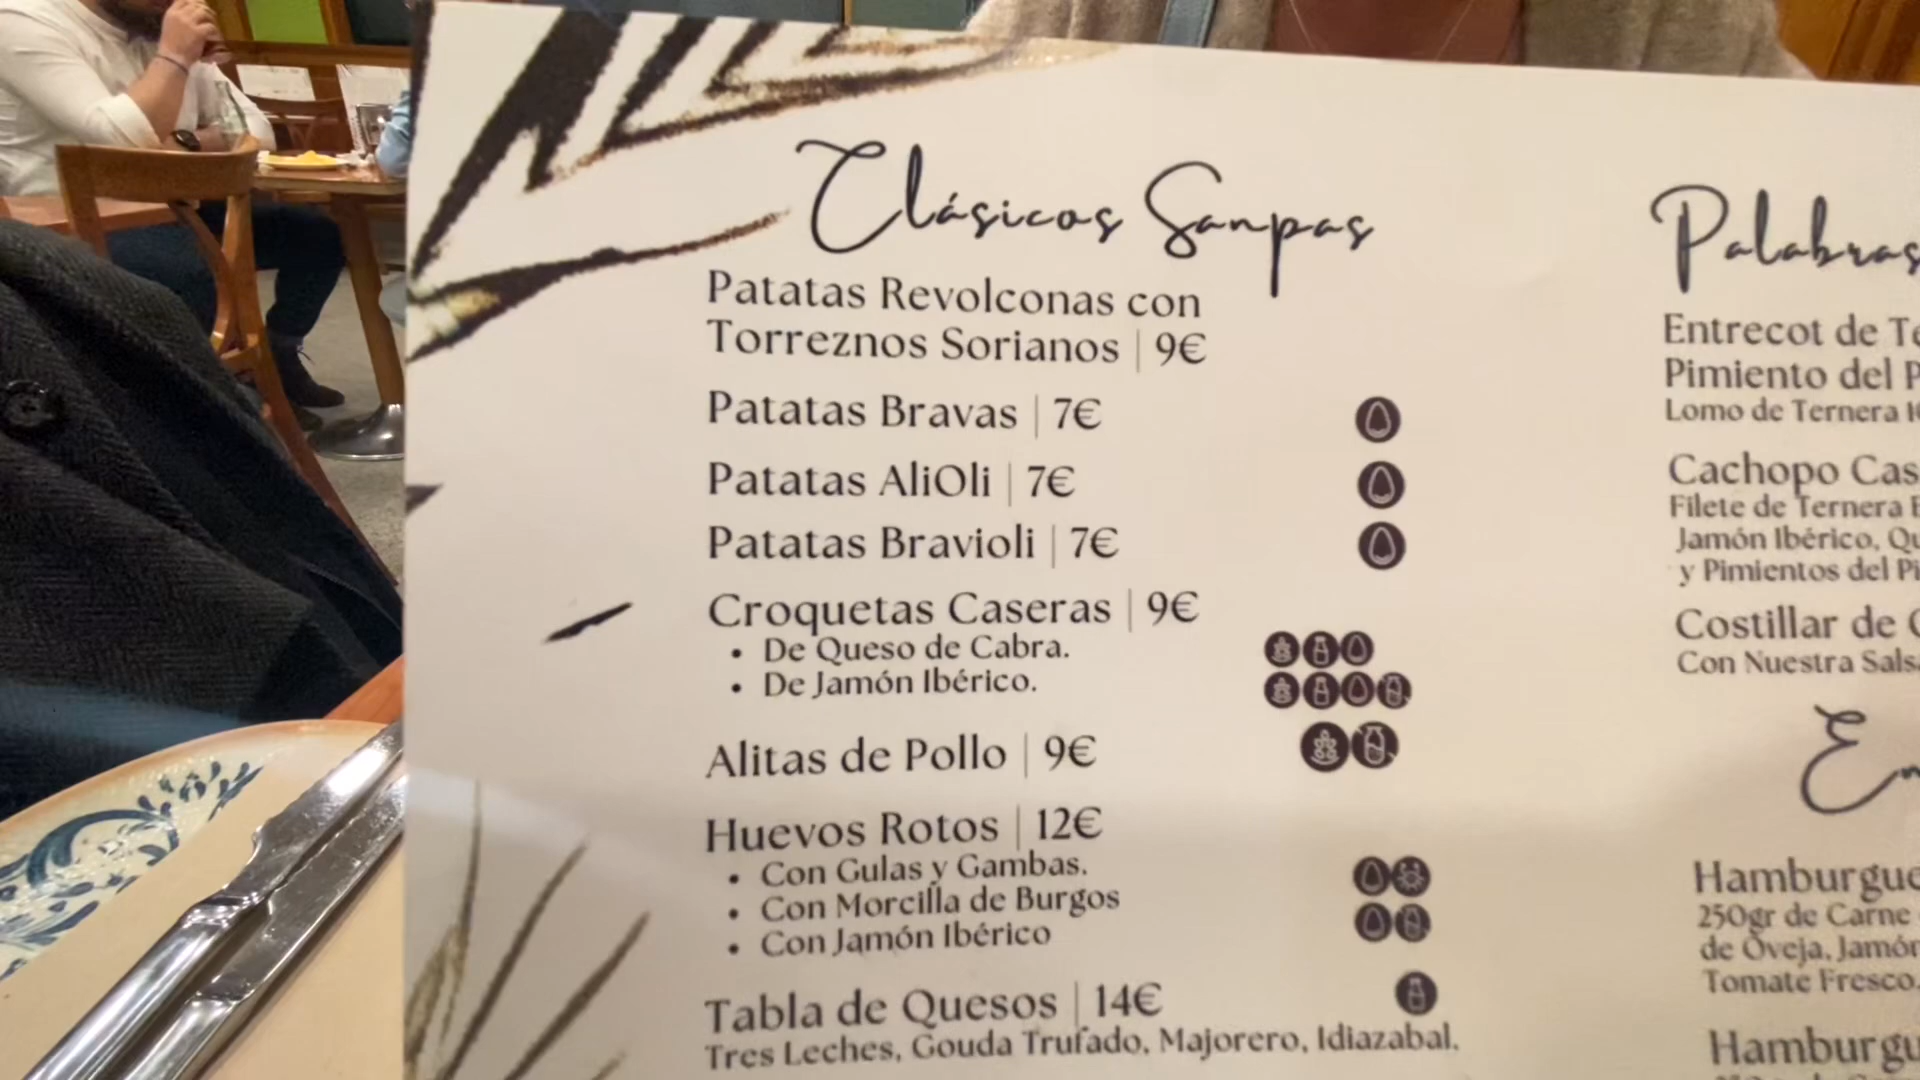 Clásicos Sanpas
Patatas Revolconas con
Torreznos Sorianos | 9€
Patatas Bravas | 7€
Patatas AliOli | 7€
Patatas Bravioli | 7€
Croquetas Caseras | 9€
• De Queso de Cabra.
• De Jamón Ibérico.
Alitas de Pollo | 9€
Huevos Rotos | 12€
• Con Gulas y Gambas.
• Con Morcilla de Burgos
• Con Jamón Ibérico
Tabla de Quesos | 14€
Tres Leches, Gouda Trufado, Majorero, Idiazabal.
Palabras
Entrecot de
Pimiento del
Lomo de Ternera
Cachopo
Filete de Ternera
Jamón Ibérico,
y Pimientos del
Costillar de
Con Nuestra
250gr de Carne
de Oveja, Jamón
Tomate Fresco,